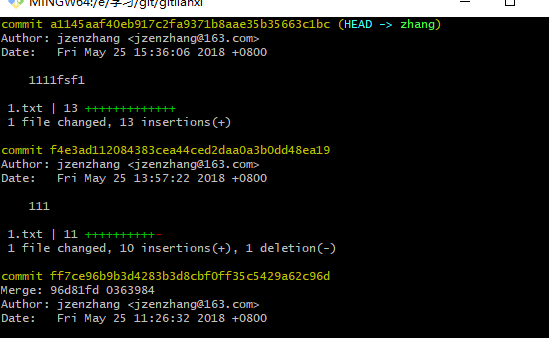 MINGW64:/e/学习/git/gitlianxi
commit a1145aaf40eb917c2fa9371b8aae35b35663c1bc (HEAD -> zhang)
Author: jzenzhang <jzenzhang@163.com>
Date:   Fri May 25 15:36:06 2018 +0800
    1111fsf1
 1.txt | 13 +++++++++++++
 1 file changed, 13 insertions(+)
commit f4e3ad112084383cea44ced2daa0a3b0dd48ea19
Author: jzenzhang <jzenzhang@163.com>
Date:   Fri May 25 13:57:22 2018 +0800
    111
 1.txt | 11 ++++++++++-
 1 file changed, 10 insertions(+), 1 deletion(-)
commit ff7ce96b9b3d4283b3d8cbf0ff35c5429a62c96d
Merge: 96d81fd 0363984
Author: jzenzhang <jzenzhang@163.com>
Date:   Fri May 25 11:26:32 2018 +0800